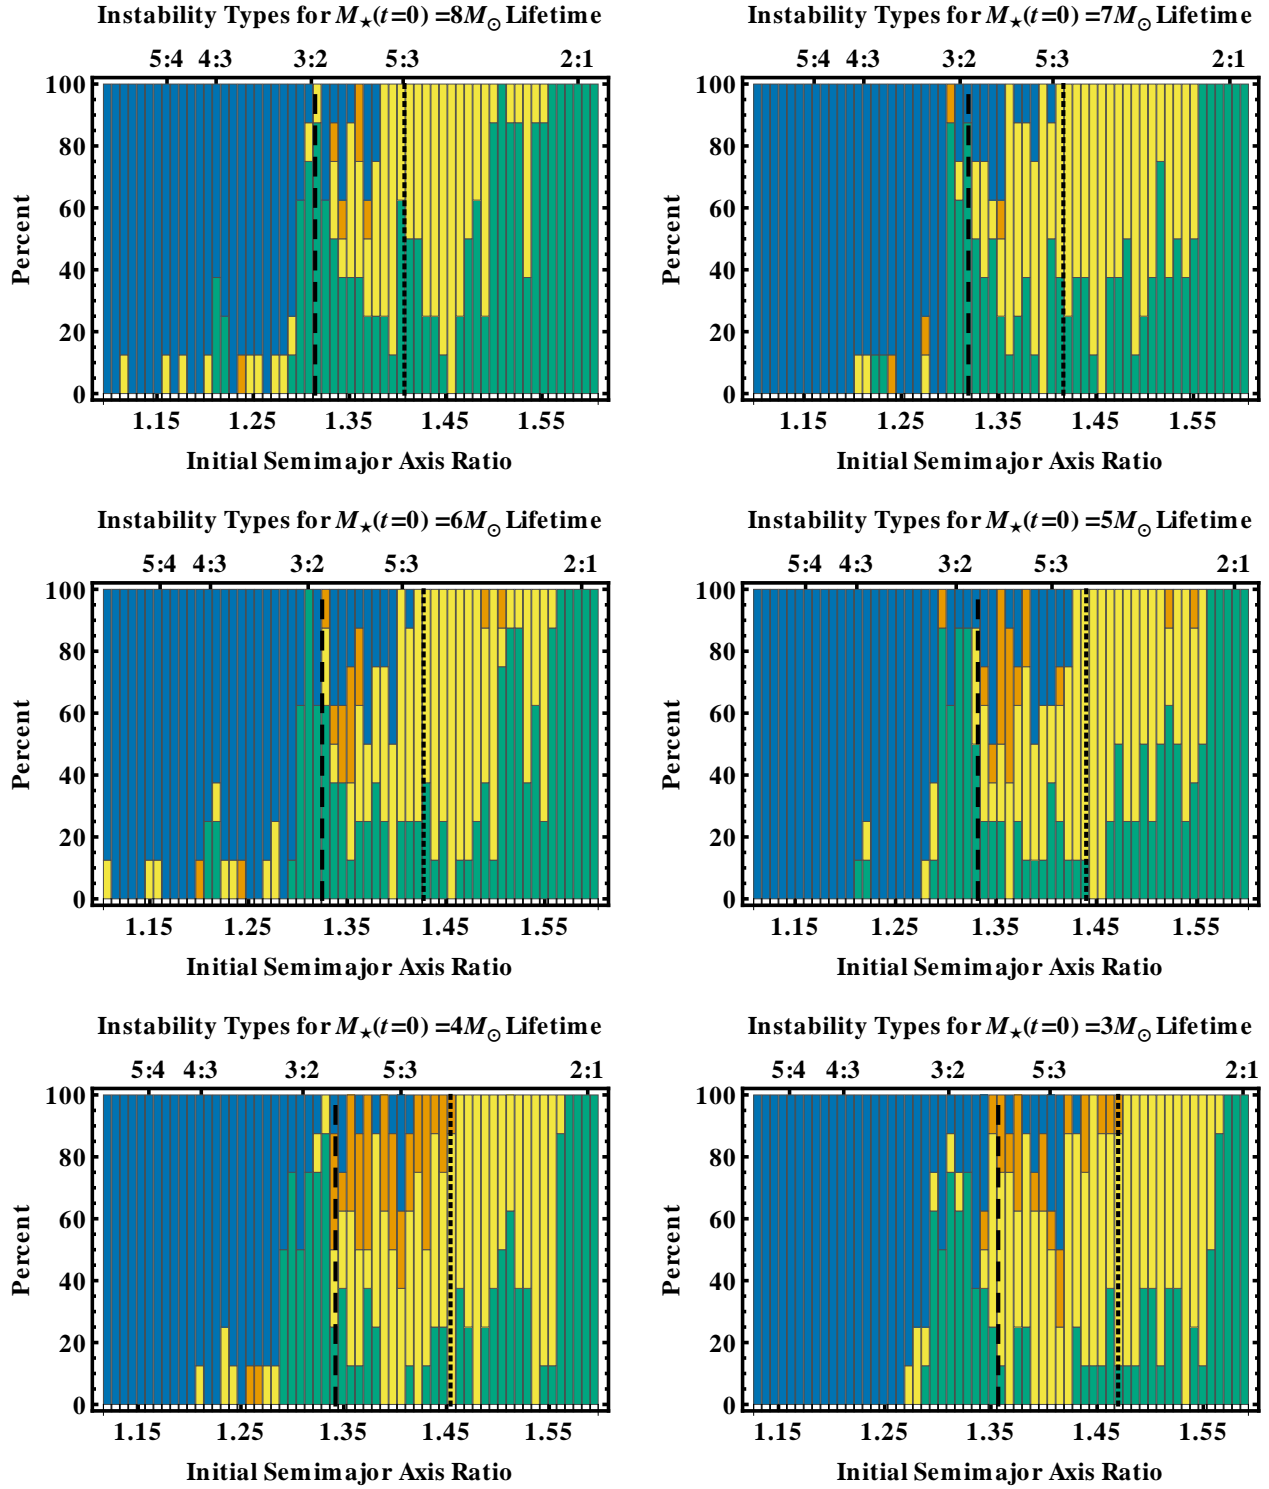 Instability Types for M★(t=0) =8M⊙ Lifetime
5:4 4:3 3:2 5:3 2:1
100
80
60
40
20
0
Percent
1.15 1.25 1.35 1.45 1.55
Initial Semimajor Axis Ratio
Instability Types for M★(t=0) =7M⊙ Lifetime
5:4 4:3 3:2 5:3 2:1
100
80
60
40
20
0
Percent
1.15 1.25 1.35 1.45 1.55
Initial Semimajor Axis Ratio
Instability Types for M★(t=0) =6M⊙ Lifetime
5:4 4:3 3:2 5:3 2:1
100
80
60
40
20
0
Percent
1.15 1.25 1.35 1.45 1.55
Initial Semimajor Axis Ratio
Instability Types for M★(t=0) =5M⊙ Lifetime
5:4 4:3 3:2 5:3 2:1
100
80
60
40
20
0
Percent
1.15 1.25 1.35 1.45 1.55
Initial Semimajor Axis Ratio
Instability Types for M★(t=0) =4M⊙ Lifetime
5:4 4:3 3:2 5:3 2:1
100
80
60
40
20
0
Percent
1.15 1.25 1.35 1.45 1.55
Initial Semimajor Axis Ratio
Instability Types for M★(t=0) =3M⊙ Lifetime
5:4 4:3 3:2 5:3 2:1
100
80
60
40
20
0
Percent
1.15 1.25 1.35 1.45 1.55
Initial Semimajor Axis Ratio